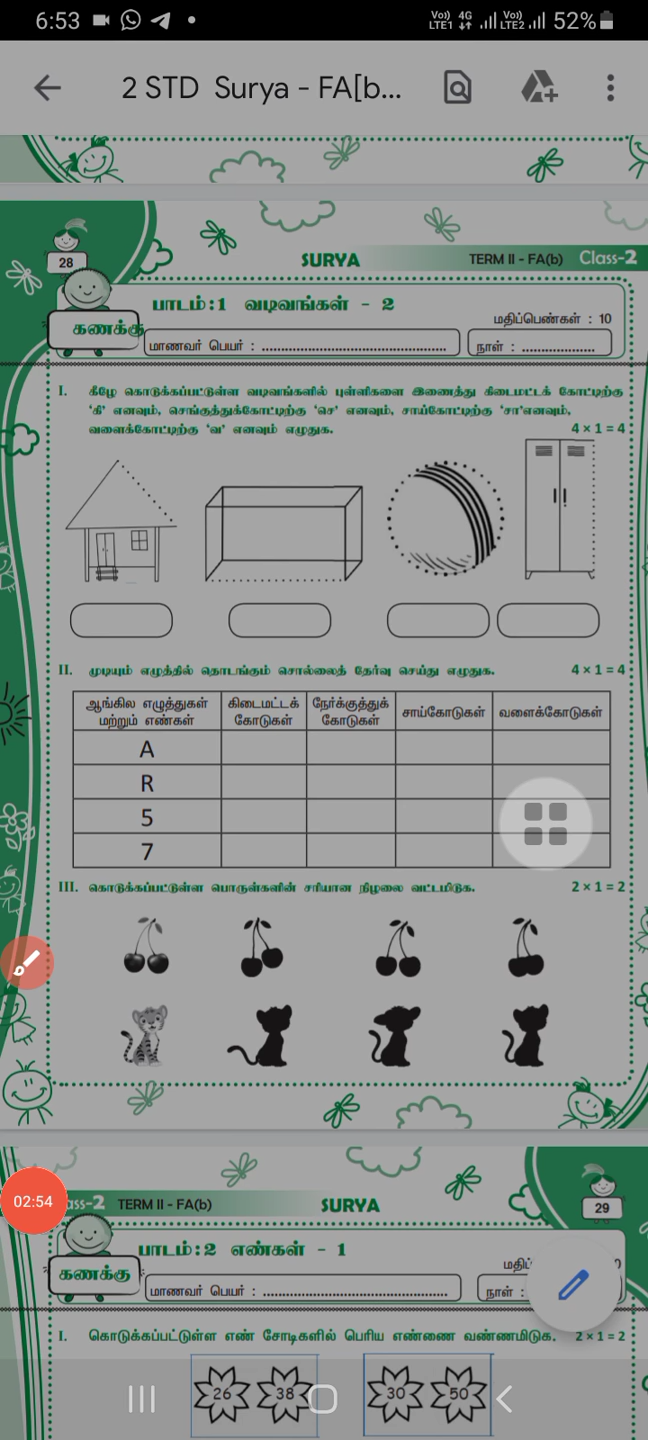 6:53
Vo)) LTE1 4G Vo)) LTE2 52%
2 STD Surya - FA[b...
28
SURYA
TERM II - FA(b) Class-2
பாடம்:1 வடிவங்கள் - 2
கணக்கு
மதிப்பெண்கள் : 10
மாணவர் பெயர் : ................................................
நாள் : ...................
I. கீழே கொடுக்கப்பட்டுள்ள வடிவங்களில் புள்ளிகளை இணைத்து கிடைமட்டக் கோட்டிற்கு
‘கி’ எனவும், செங்குத்துக்கோட்டிற்கு ‘செ’ எனவும், சாய்கோட்டிற்கு ‘சா’எனவும்,
வளைக்கோட்டிற்கு ‘வ’ எனவும் எழுதுக. 4 × 1 = 4
II. முடியும் எழுத்தில் தொடங்கும் சொல்லைத் தேர்வு செய்து எழுதுக. 4 × 1 = 4
ஆங்கில எழுத்துகள் மற்றும் எண்கள்
கிடைமட்டக் கோடுகள்
நேர்க்குத்துக் கோடுகள்
சாய்கோடுகள்
வளைக்கோடுகள்
A
R
5
7
III. கொடுக்கப்பட்டுள்ள பொருள்களின் சரியான நிழலை வட்டமிடுக. 2 × 1 = 2
02:54
ass-2 TERM II - FA(b)
SURYA
29
பாடம்:2 எண்கள் - 1
கணக்கு
மாணவர் பெயர் : ................................................
நாள் :
I. கொடுக்கப்பட்டுள்ள எண் சோடிகளில் பெரிய எண்ணை வண்ணமிடுக. 2 × 1 = 2
26 38 30 50